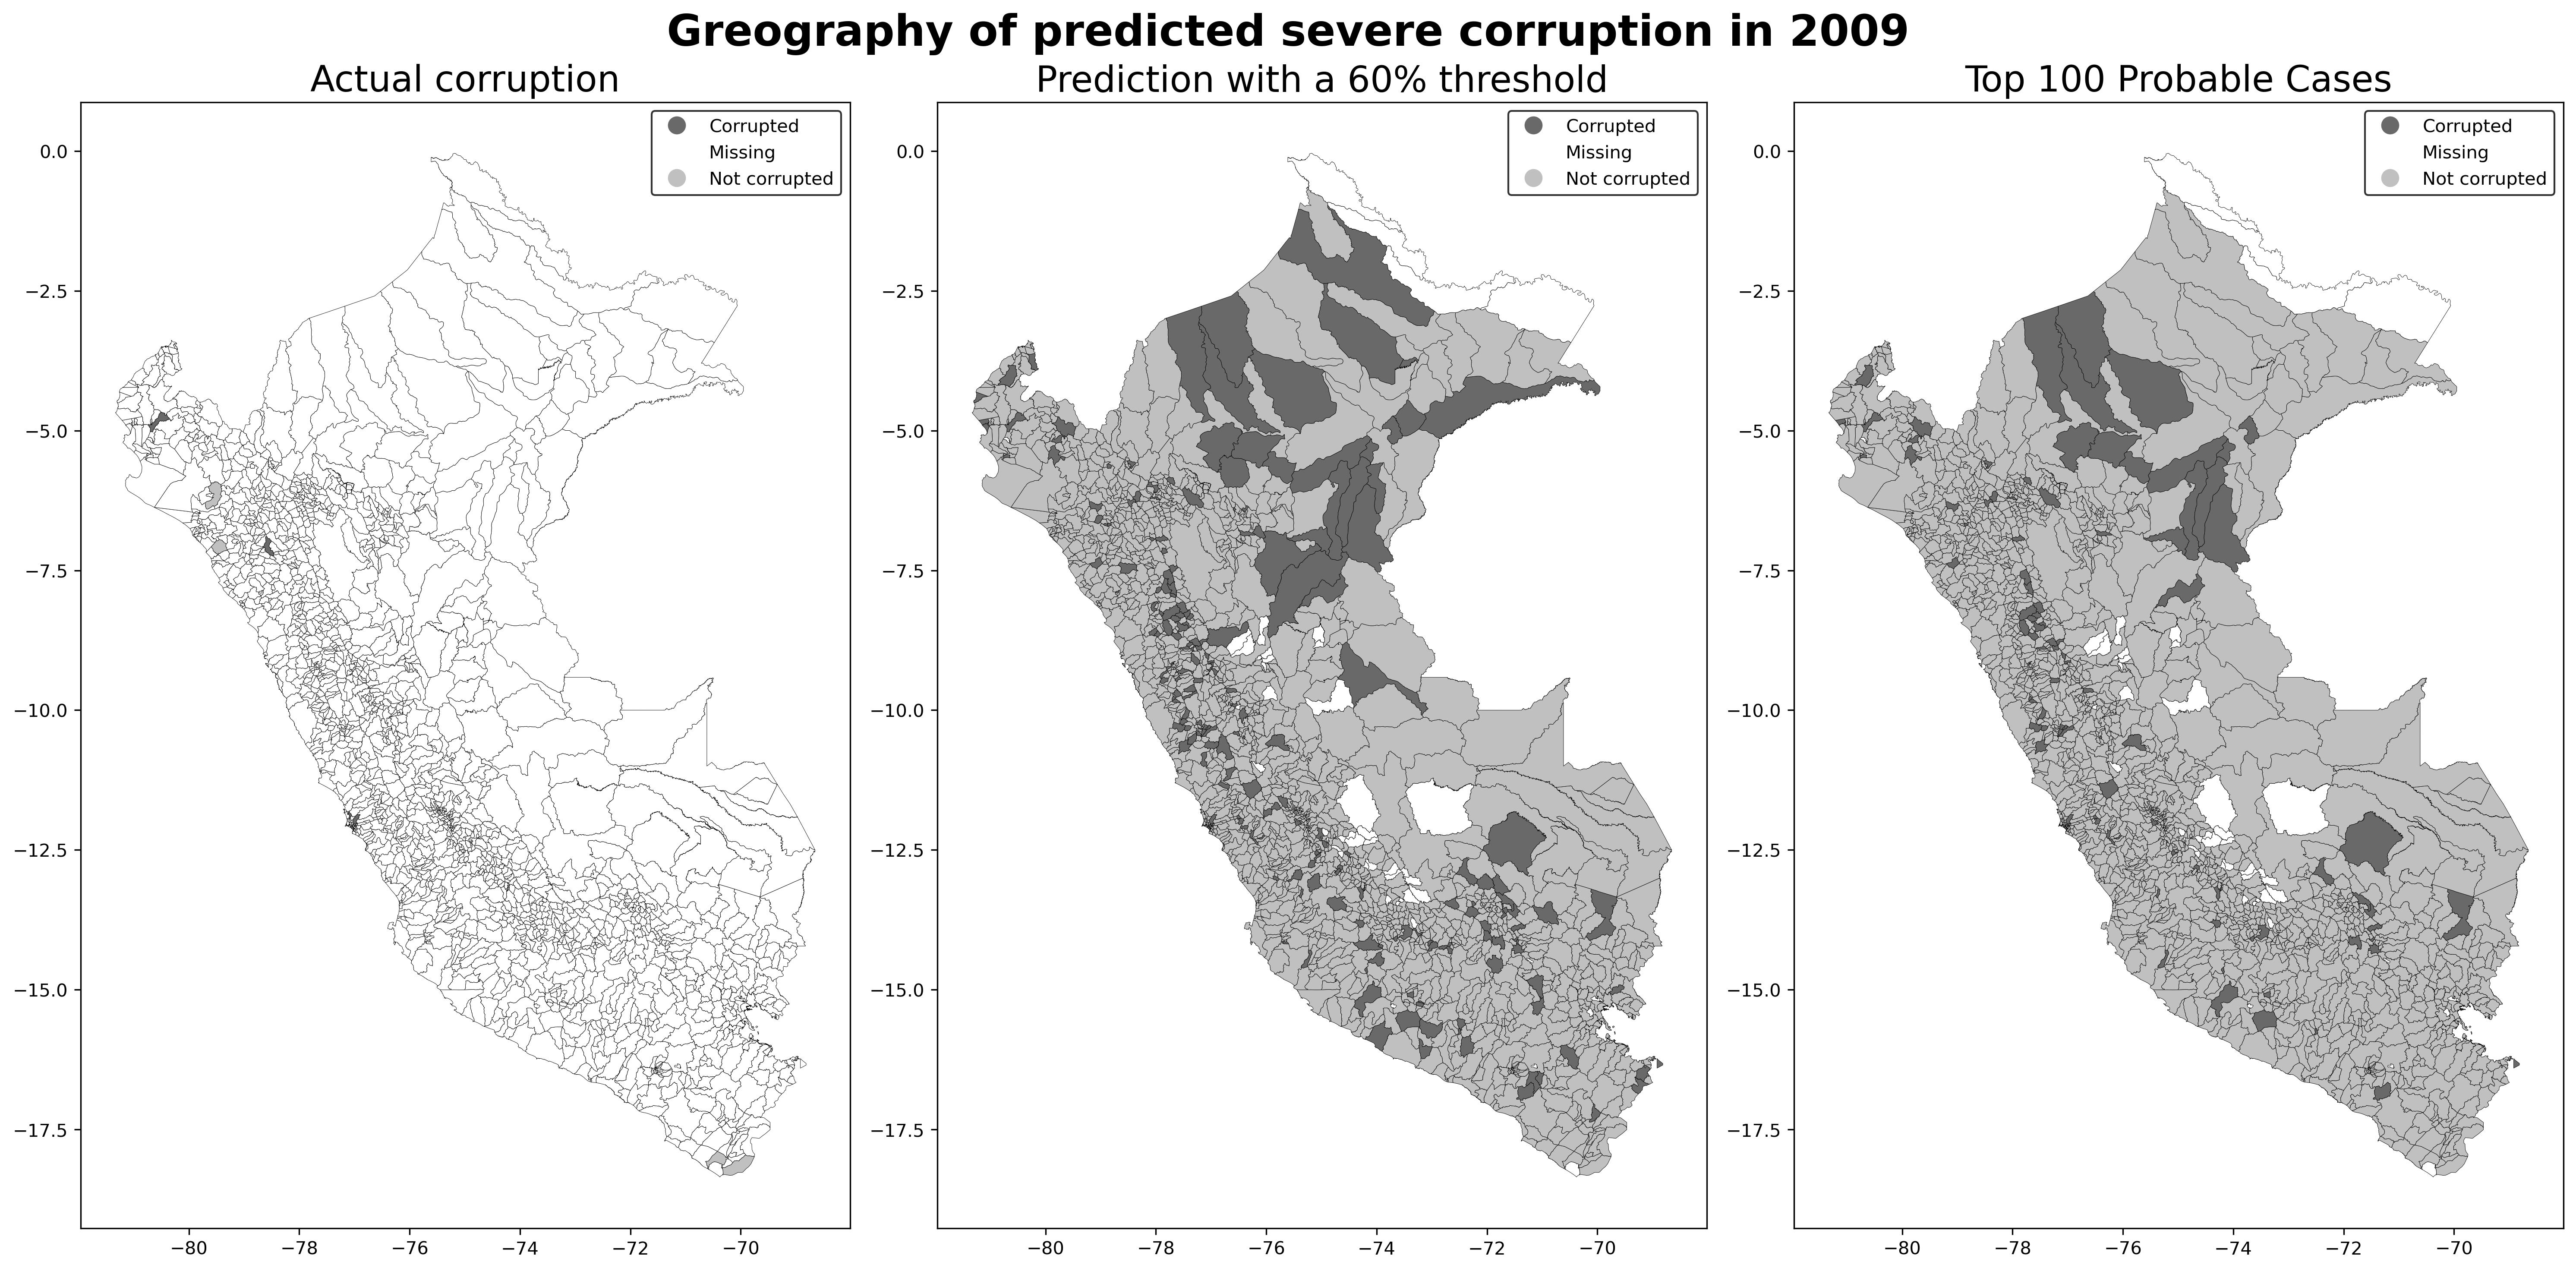 Greography of predicted severe corruption in 2009
Actual corruption
Corrupted
Missing
Not corrupted
0.0
−2.5
−5.0
−7.5
−10.0
−12.5
−15.0
−17.5
−80 −78 −76 −74 −72 −70
Prediction with a 60% threshold
Corrupted
Missing
Not corrupted
0.0
−2.5
−5.0
−7.5
−10.0
−12.5
−15.0
−17.5
−80 −78 −76 −74 −72 −70
Top 100 Probable Cases
Corrupted
Missing
Not corrupted
0.0
−2.5
−5.0
−7.5
−10.0
−12.5
−15.0
−17.5
−80 −78 −76 −74 −72 −70